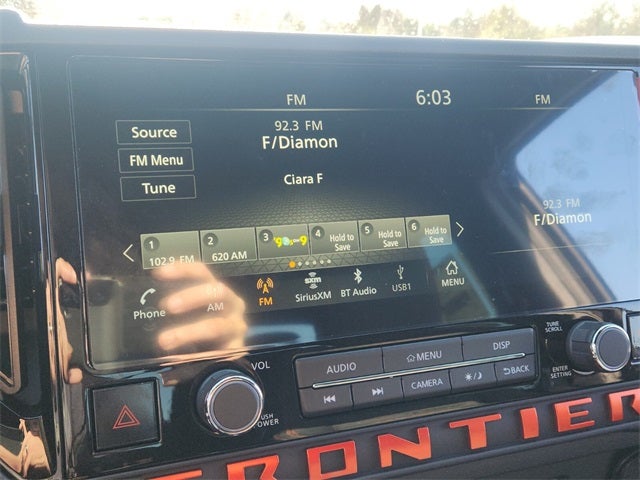 FM 6:03 FM
92.3 FM
F/Diamon
Ciara F
Source
FM Menu
Tune
92.3 FM
F/Diamon
1 102.9 FM
2 620 AM
3
4 Hold to Save
5 Hold to Save
6 Hold to Save
Phone AM FM SiriusXM BT Audio USB1 MENU
sxm
VOL
PUSH POWER
AUDIO MENU DISP
CAMERA BACK
TUNE SCROLL
ENTER SETTING
FRONTIER